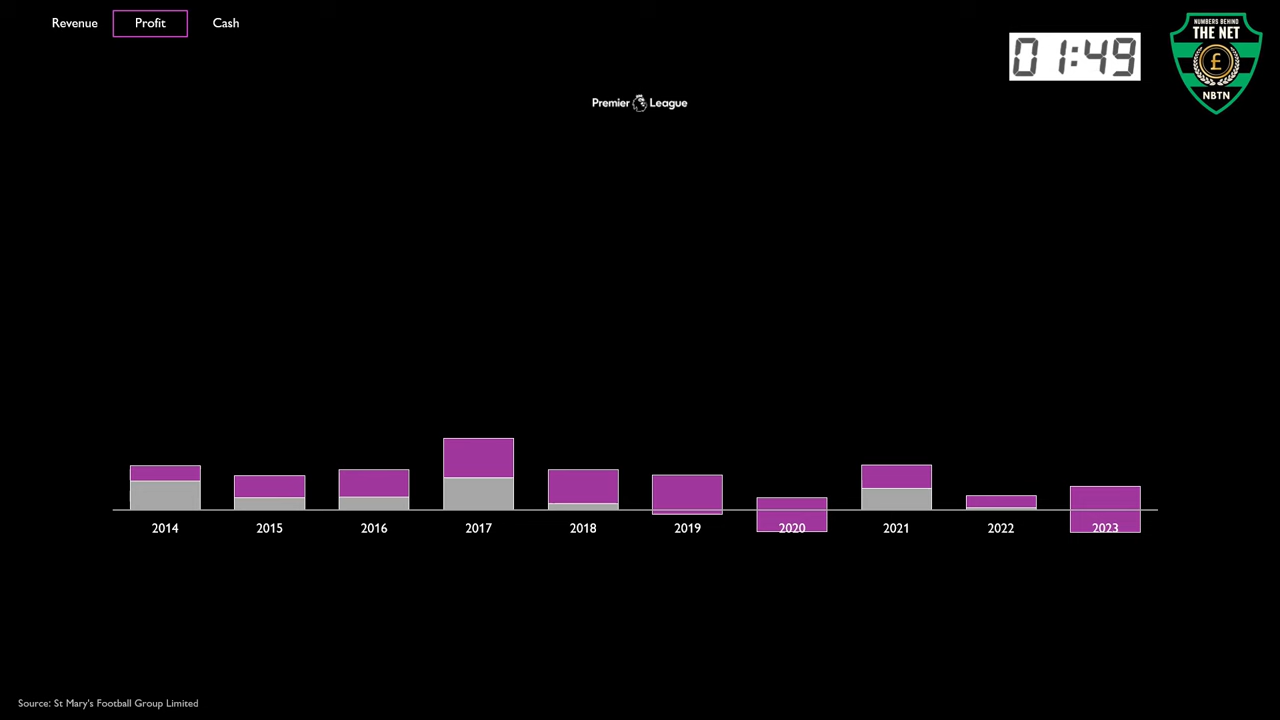 Revenue Profit Cash
01:49
NUMBERS BEHIND
THE NET
£
NBTN
Premier League
2014 2015 2016 2017 2018 2019 2020 2021 2022 2023
Source: St Mary's Football Group Limited